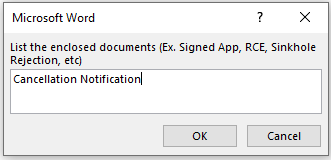 Microsoft Word
List the enclosed documents (Ex. Signed App, RCE, Sinkhole
Rejection, etc)
Cancellation Notification
OK
Cancel